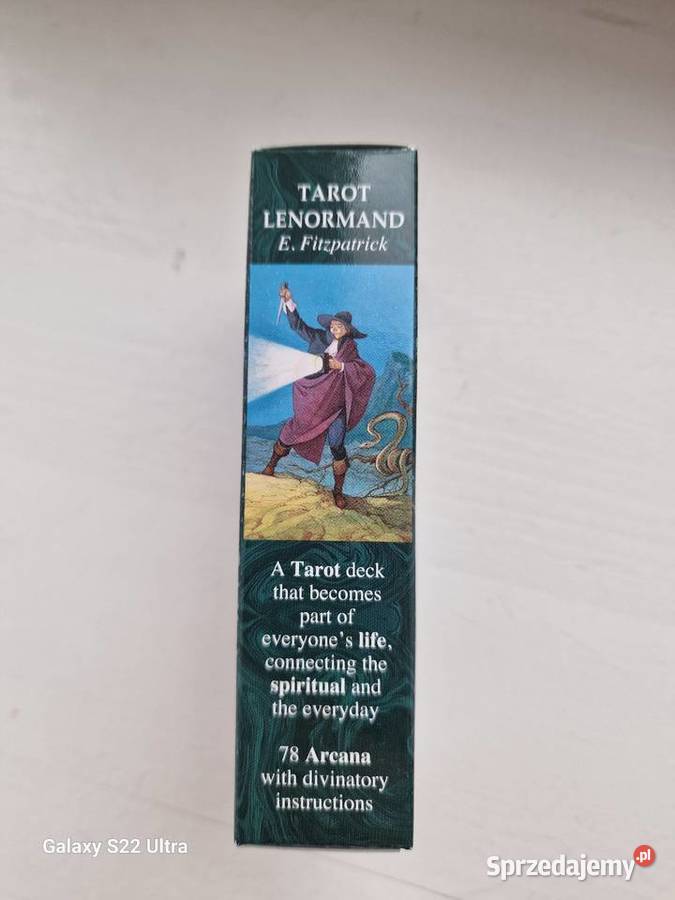 TAROT
LENORMAND
E. Fitzpatrick
A Tarot deck
that becomes
part of
everyone's life,
connecting the
spiritual and
the everyday
78 Arcana
with divinatory
instructions
Galaxy S22 Ultra
Sprzedajemy.pl